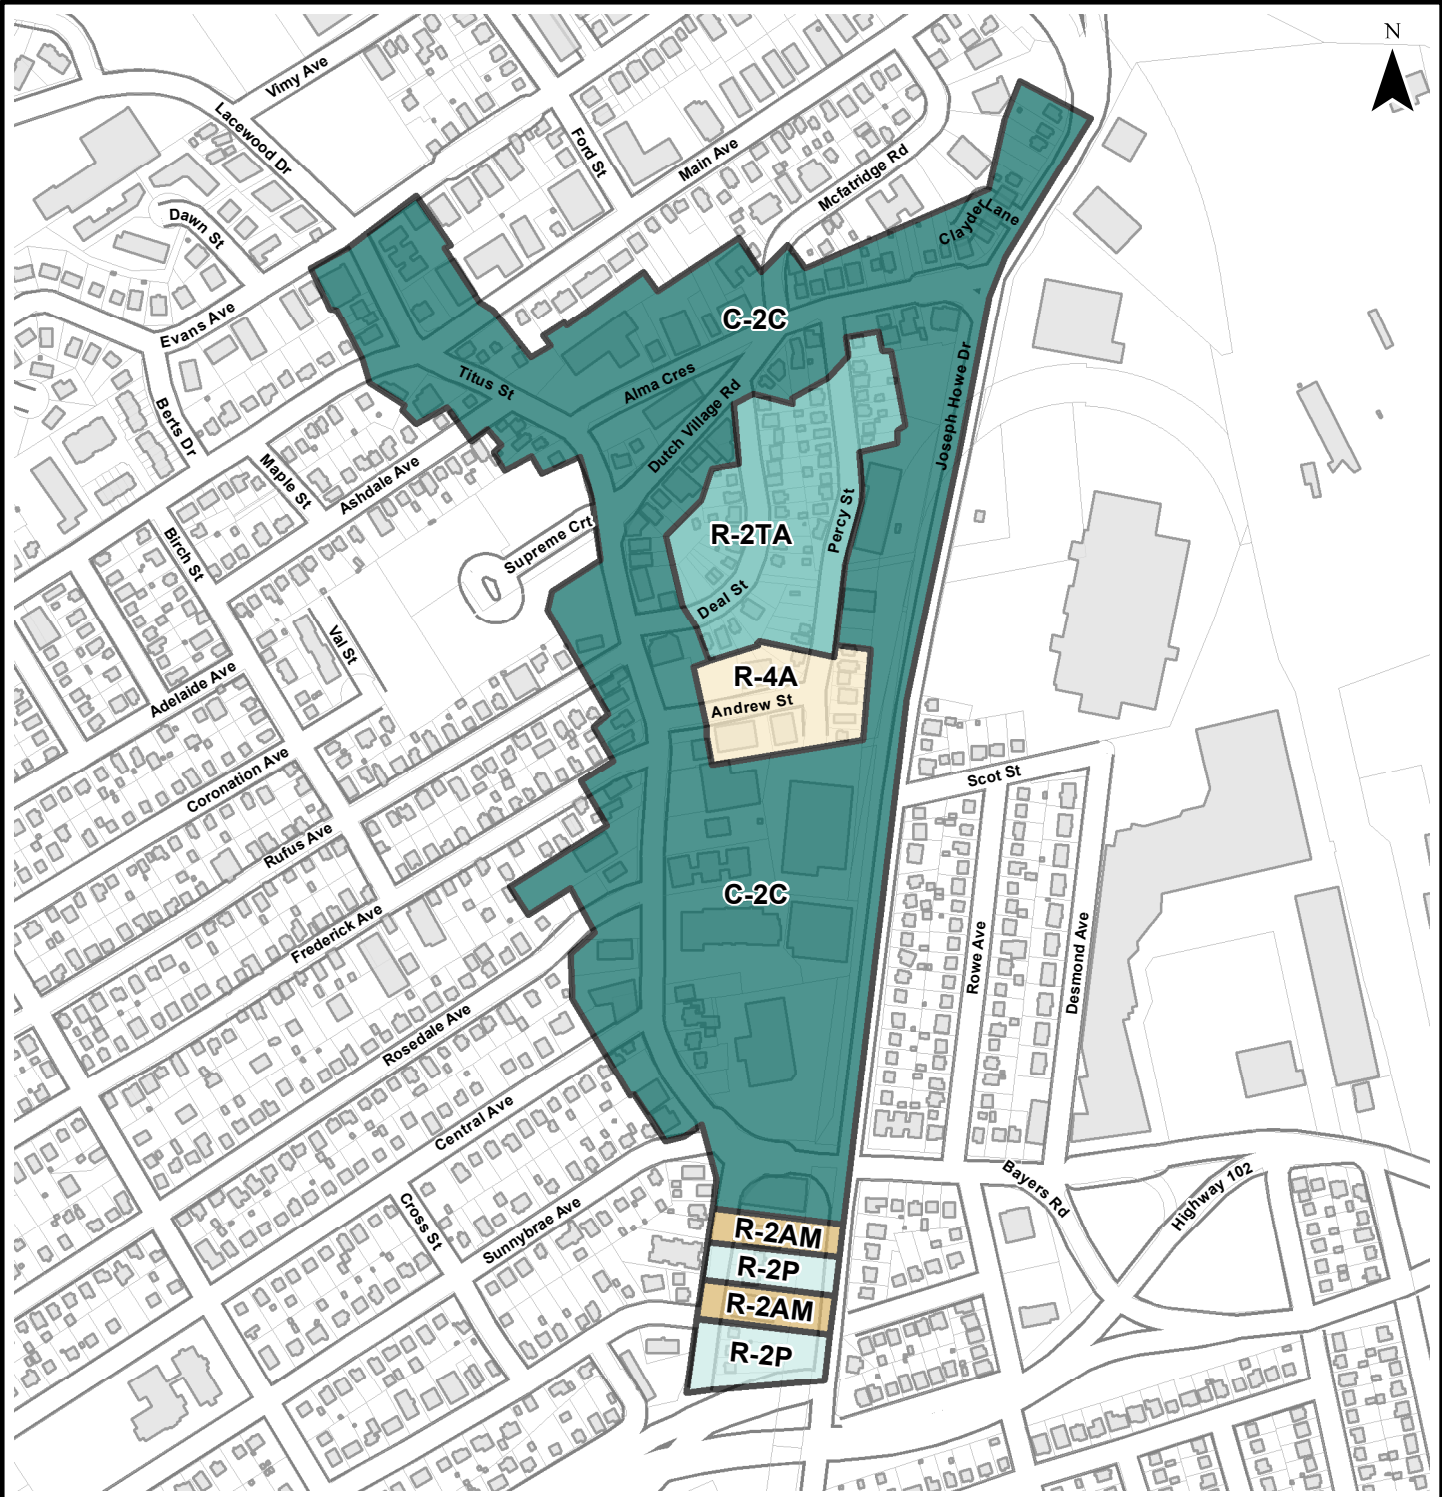 N
Vimy Ave
Lacewood Dr
Ford St
Main Ave
Mcfatridge Rd
Dawn St
Clayder Lane
Evans Ave
C-2C
Titus St
Alma Cres
Dutch Village Rd
Joseph Howe Dr
Berts Dr
Maple St
Ashdale Ave
Birch St
Supreme Crt
R-2TA
Percy St
Deal St
Val St
Adelaide Ave
R-4A
Andrew St
Coronation Ave
Scot St
Rufus Ave
C-2C
Frederick Ave
Rowe Ave
Desmond Ave
Rosedale Ave
Central Ave
Cross St
Sunnybrae Ave
Bayers Rd
Highway 102
R-2AM
R-2P
R-2AM
R-2P